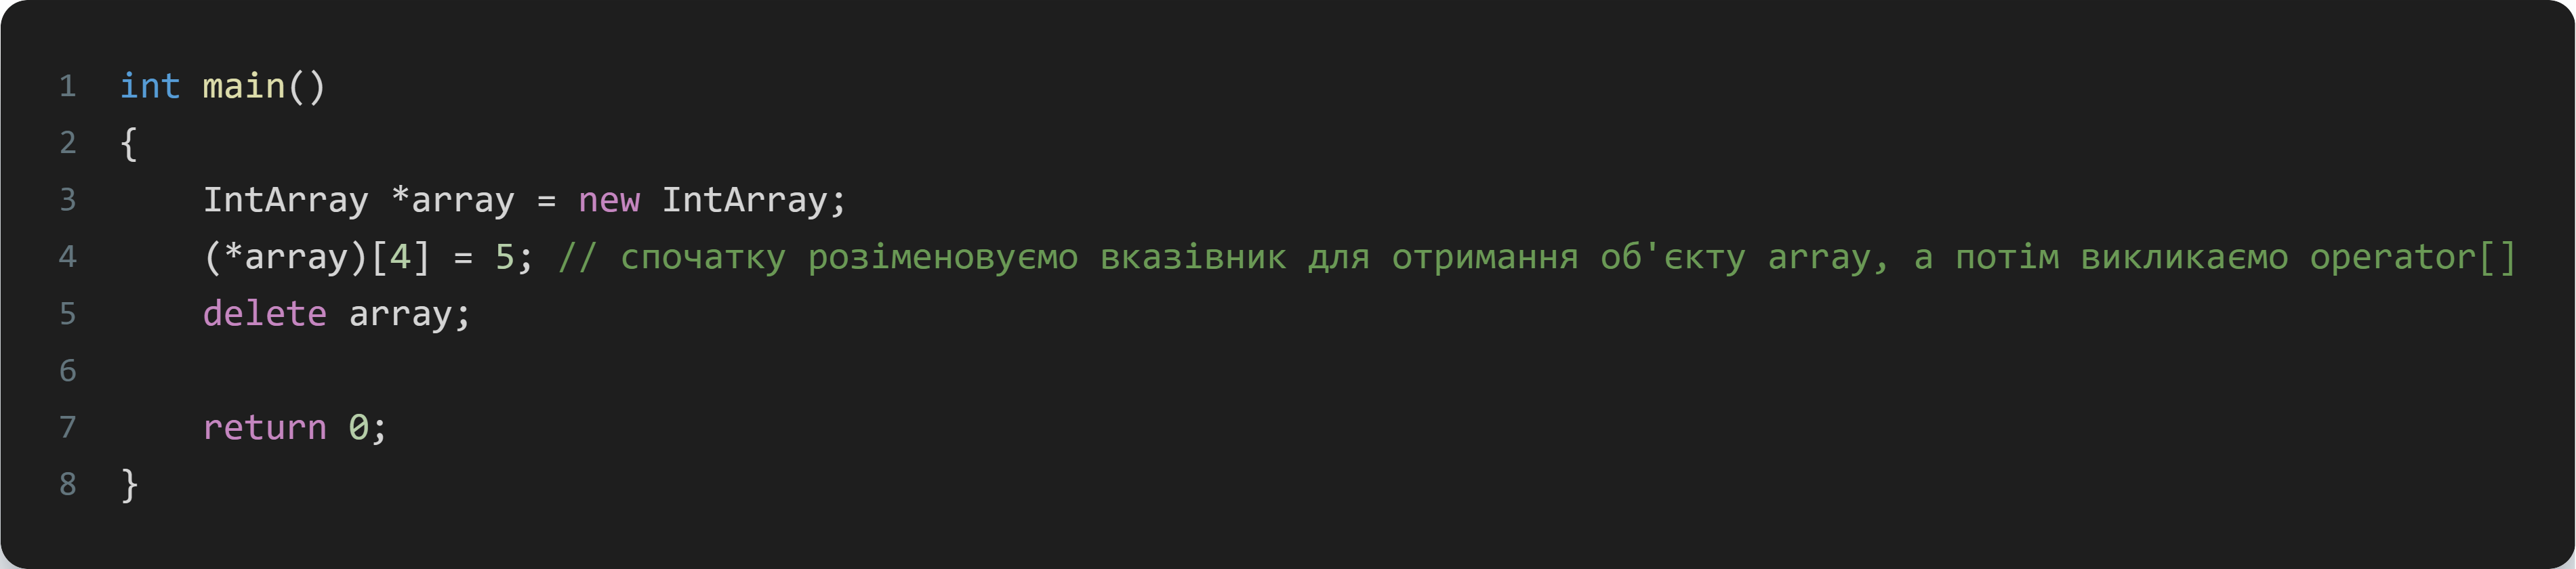 1 int main()
2 {
3     IntArray *array = new IntArray;
4     (*array)[4] = 5; // спочатку розіменовуємо вказівник для отримання об'єкту array, а потім викликаємо operator[]
5     delete array;
6
7     return 0;
8 }